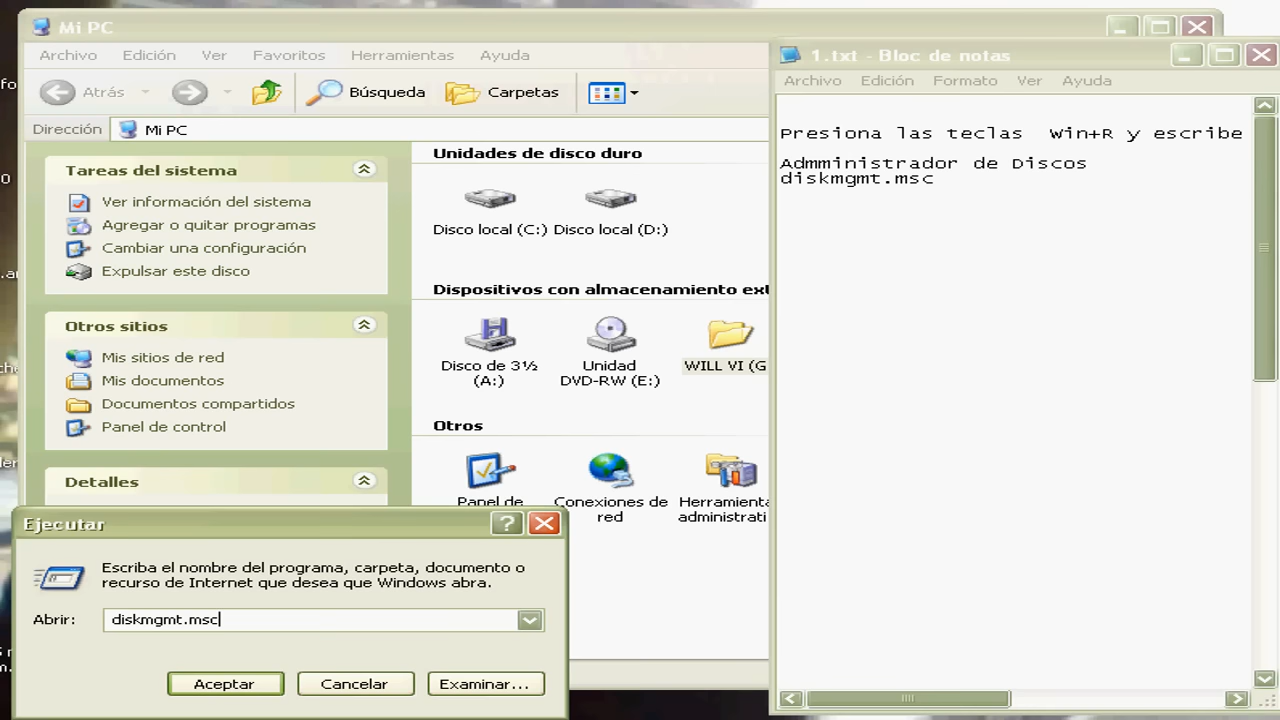 Mi PC
Archivo Edición Ver Favoritos Herramientas Ayuda
Atrás Búsqueda Carpetas
Dirección Mi PC
Tareas del sistema
Ver información del sistema
Agregar o quitar programas
Cambiar una configuración
Expulsar este disco
Otros sitios
Mis sitios de red
Mis documentos
Documentos compartidos
Panel de control
Detalles
Unidades de disco duro
Disco local (C:) Disco local (D:)
Dispositivos con almacenamiento ext
Disco de 3½ (A:)
Unidad DVD-RW (E:)
WILL VI (G
Otros
Panel de
Conexiones de red
Herramienta
administrati
1.txt - Bloc de notas
Archivo Edición Formato Ver Ayuda
Presiona las teclas Win+R y escribe
Admministrador de Discos
diskmgmt.msc
Ejecutar
Escriba el nombre del programa, carpeta, documento o
recurso de Internet que desea que Windows abra.
Abrir: diskmgmt.msc
Aceptar Cancelar Examinar...